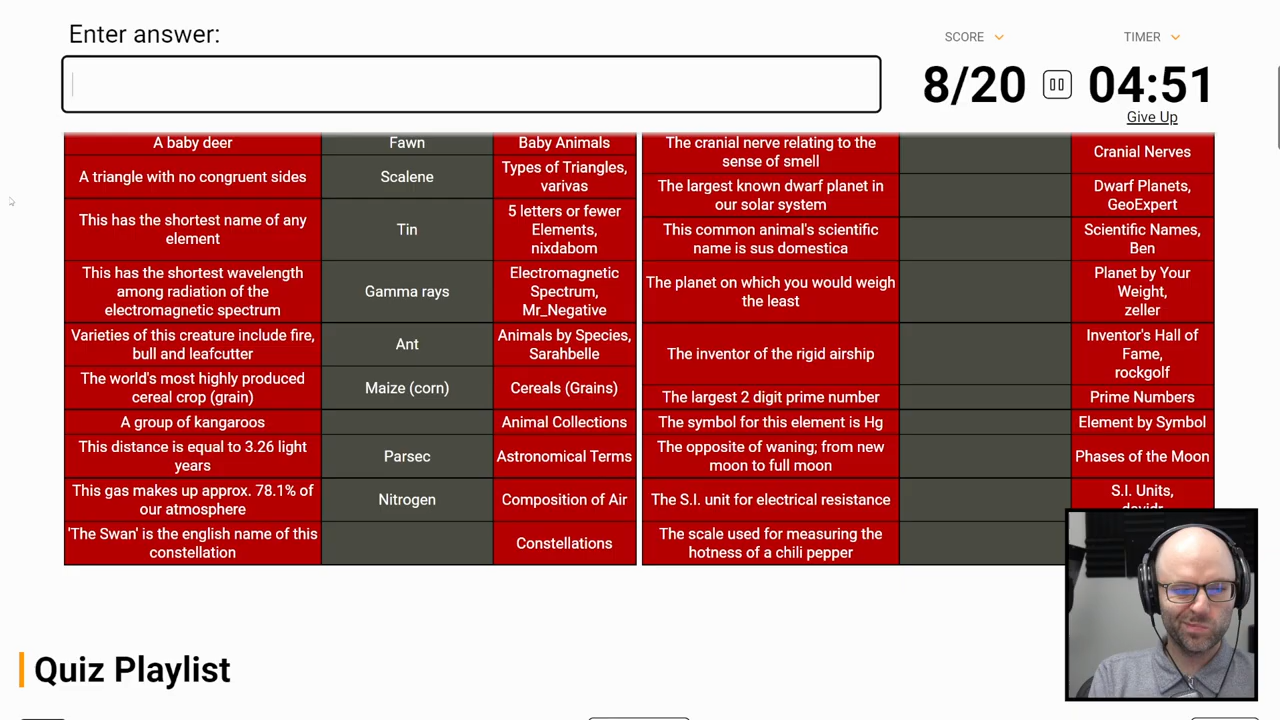 Enter answer:
SCORE
TIMER
8/20
04:51
Give Up
A baby deer
Fawn
Baby Animals
A triangle with no congruent sides
Scalene
Types of Triangles,
varivas
This has the shortest name of any
element
Tin
5 letters or fewer
Elements,
nixdabom
This has the shortest wavelength
among radiation of the
electromagnetic spectrum
Gamma rays
Electromagnetic
Spectrum,
Mr_Negative
Varieties of this creature include fire,
bull and leafcutter
Ant
Animals by Species,
Sarahbelle
The world's most highly produced
cereal crop (grain)
Maize (corn)
Cereals (Grains)
A group of kangaroos
Animal Collections
This distance is equal to 3.26 light
years
Parsec
Astronomical Terms
This gas makes up approx. 78.1% of
our atmosphere
Nitrogen
Composition of Air
'The Swan' is the english name of this
constellation
Constellations
The cranial nerve relating to the
sense of smell
Cranial Nerves
The largest known dwarf planet in
our solar system
Dwarf Planets,
GeoExpert
This common animal's scientific
name is sus domestica
Scientific Names,
Ben
The planet on which you would weigh
the least
Planet by Your
Weight,
zeller
The inventor of the rigid airship
Inventor's Hall of
Fame,
rockgolf
The largest 2 digit prime number
Prime Numbers
The symbol for this element is Hg
Element by Symbol
The opposite of waning; from new
moon to full moon
Phases of the Moon
The S.I. unit for electrical resistance
S.I. Units,
The scale used for measuring the
hotness of a chili pepper
Quiz Playlist